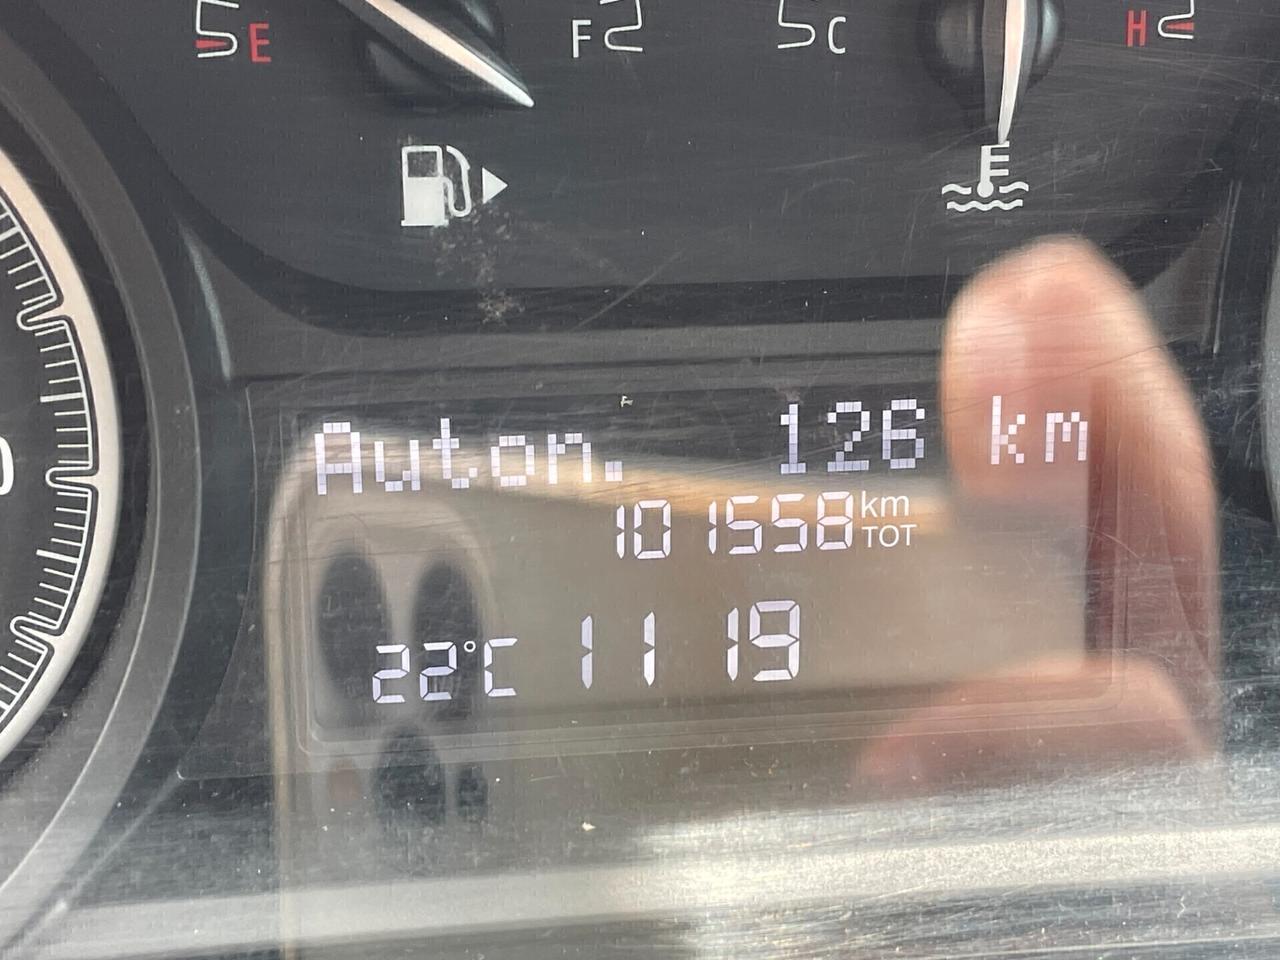 E F C H
Auton. 126 km
101558 km TOT
22°C 11 19